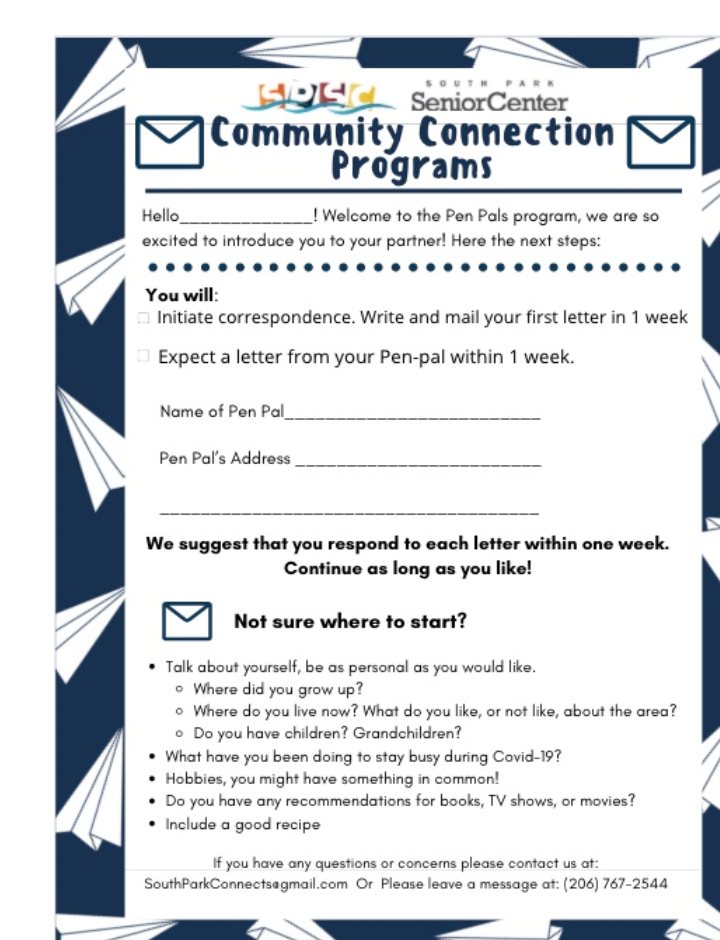 SPSC
SOUTH PARK
SeniorCenter
Community Connection
Programs
Hello______________! Welcome to the Pen Pals program, we are so
excited to introduce you to your partner! Here the next steps:
You will:
Initiate correspondence. Write and mail your first letter in 1 week
Expect a letter from your Pen-pal within 1 week.
Name of Pen Pal___________________________
Pen Pal's Address __________________________
________________________________________
We suggest that you respond to each letter within one week.
Continue as long as you like!
Not sure where to start?
• Talk about yourself, be as personal as you would like.
◦ Where did you grow up?
◦ Where do you live now? What do you like, or not like, about the area?
◦ Do you have children? Grandchildren?
• What have you been doing to stay busy during Covid-19?
• Hobbies, you might have something in common!
• Do you have any recommendations for books, TV shows, or movies?
• Include a good recipe
If you have any questions or concerns please contact us at:
SouthParkConnects@gmail.com Or Please leave a message at: (206) 767-2544